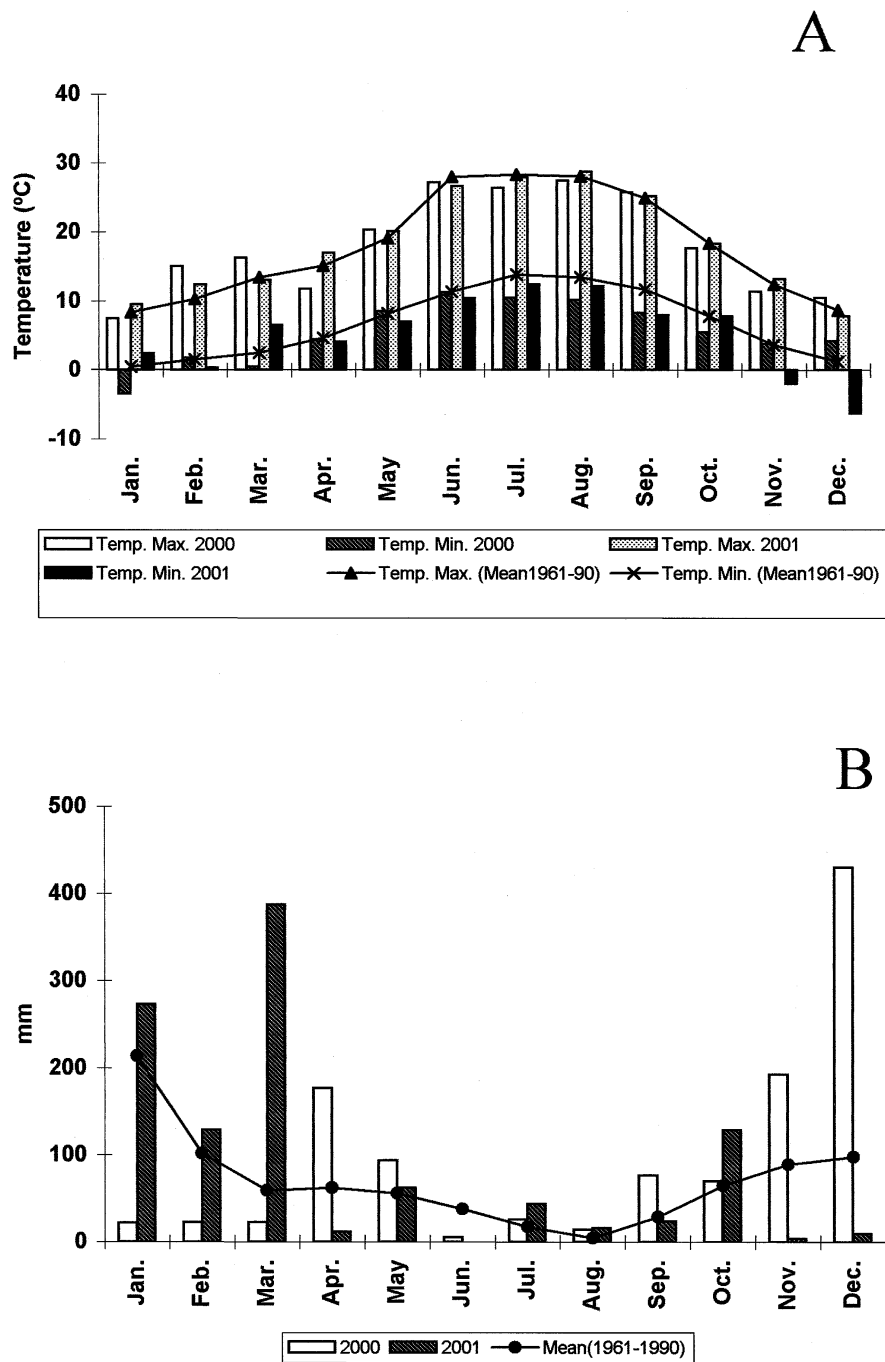 A
40
30
20
10
0
-10
Temperature (ºC)
Jan. Feb. Mar. Apr. May Jun. Jul. Aug. Sep. Oct. Nov. Dec.
Temp. Max. 2000 Temp. Min. 2000 Temp. Max. 2001
Temp. Min. 2001 Temp. Max. (Mean1961-90) Temp. Min. (Mean 1961-90)
B
500
400
300
200
100
0
mm
Jan. Feb. Mar. Apr. May Jun. Jul. Aug. Sep. Oct. Nov. Dec.
2000 2001 Mean(1961-1990)